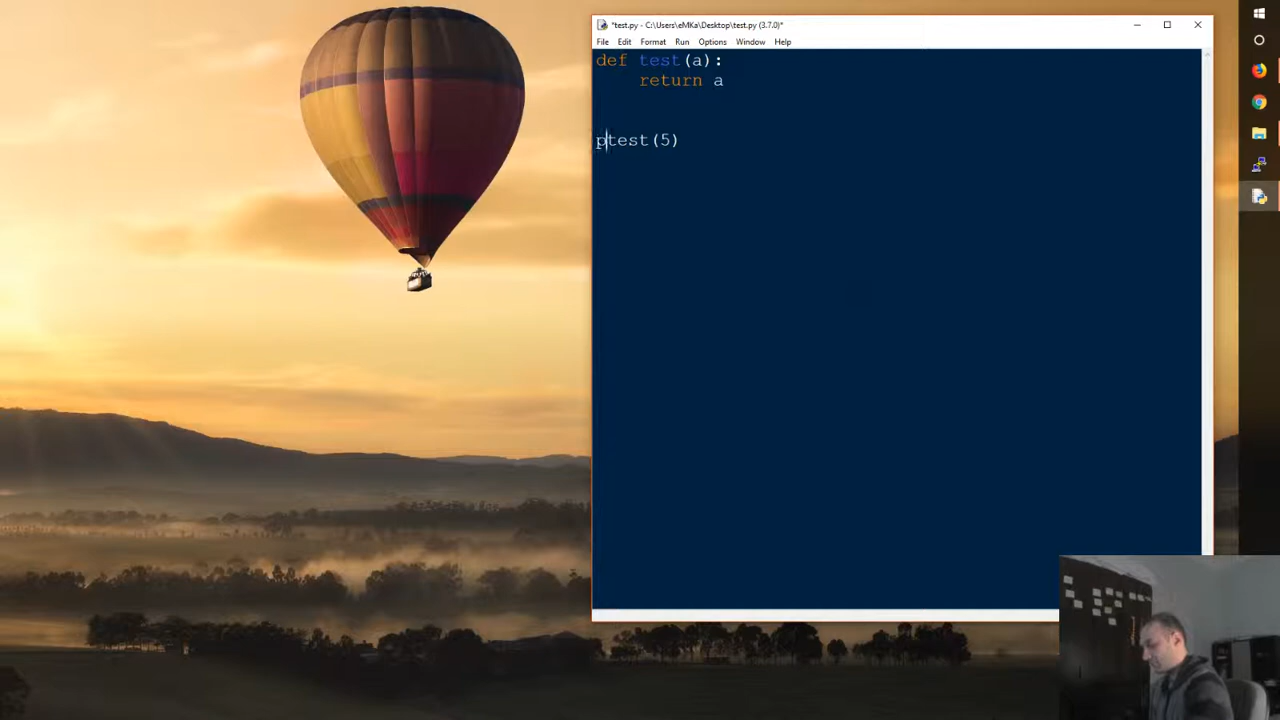 *test.py - C:\Users\eMKa\Desktop\test.py (3.7.0)*
File Edit Format Run Options Window Help
def test(a):
    return a
ptest(5)